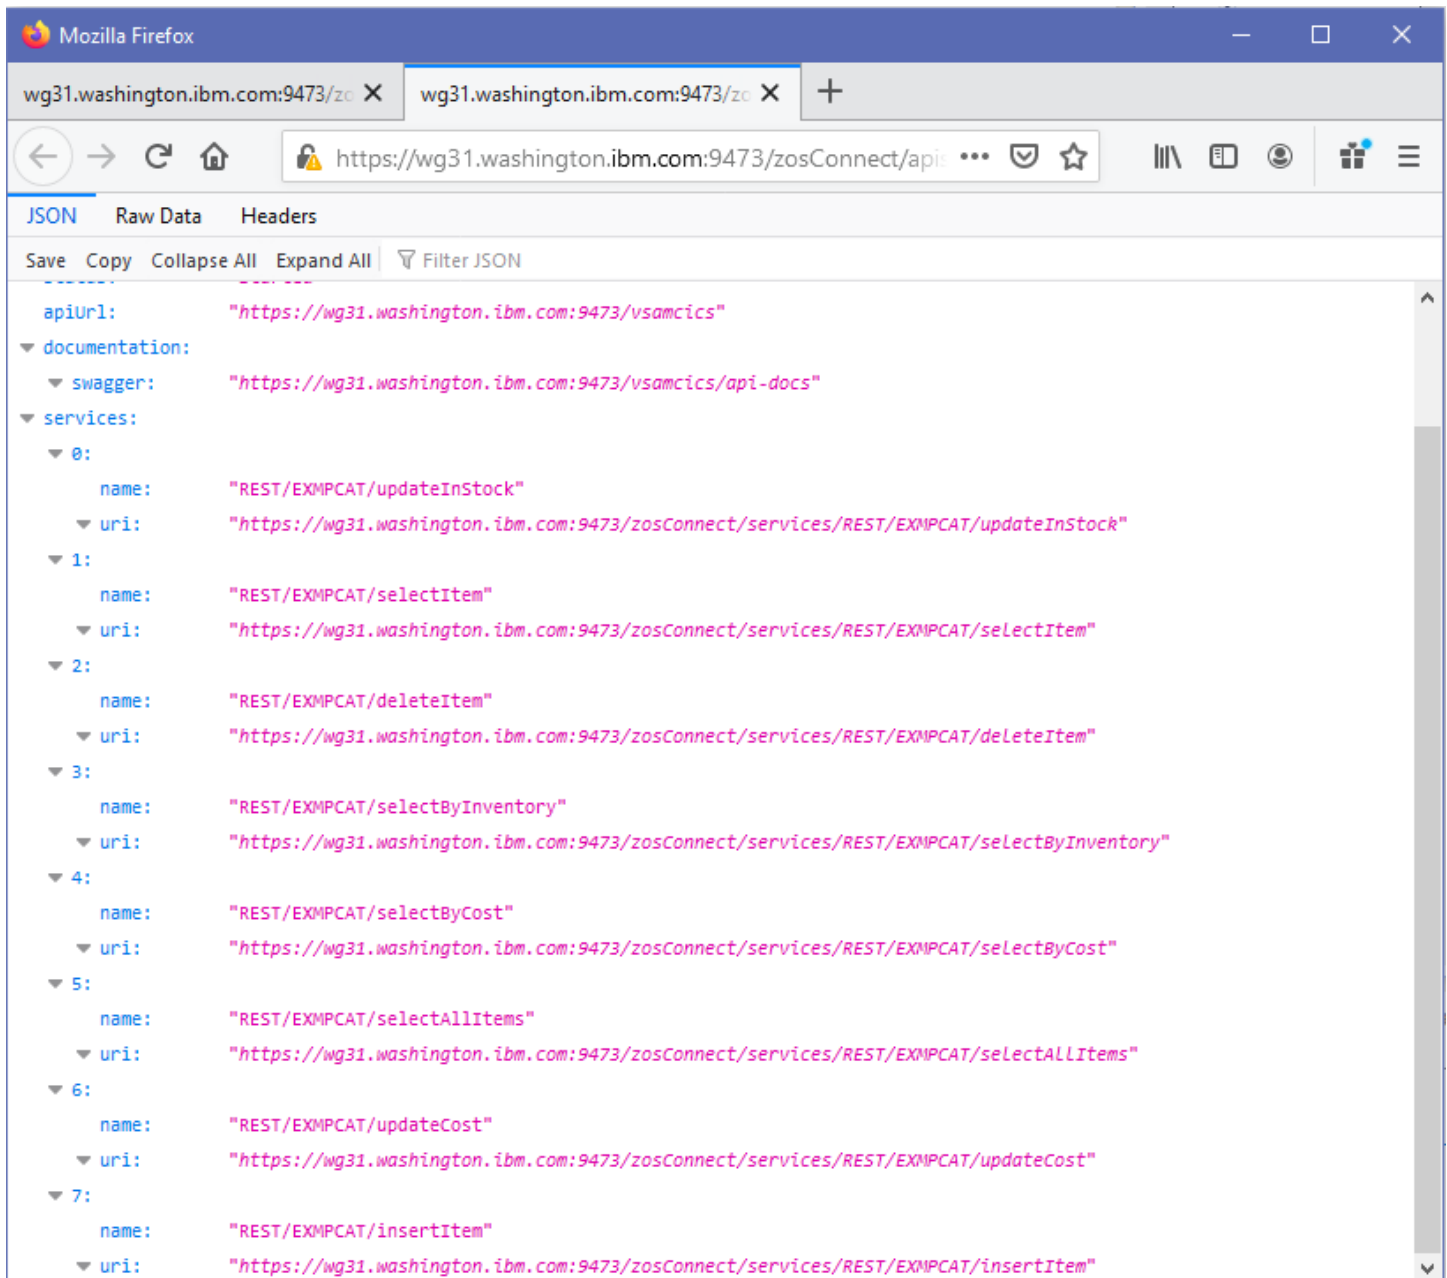 Mozilla Firefox
wg31.washington.ibm.com:9473/zo
wg31.washington.ibm.com:9473/zo
https://wg31.washington.ibm.com:9473/zosConnect/apis
JSON Raw Data Headers
Save Copy Collapse All Expand All Filter JSON
apiUrl: "https://wg31.washington.ibm.com:9473/vsamcics"
documentation:
swagger: "https://wg31.washington.ibm.com:9473/vsamcics/api-docs"
services:
0:
name: "REST/EXMPCAT/updateInStock"
uri: "https://wg31.washington.ibm.com:9473/zosConnect/services/REST/EXMPCAT/updateInStock"
1:
name: "REST/EXMPCAT/selectItem"
uri: "https://wg31.washington.ibm.com:9473/zosConnect/services/REST/EXMPCAT/selectItem"
2:
name: "REST/EXMPCAT/deleteItem"
uri: "https://wg31.washington.ibm.com:9473/zosConnect/services/REST/EXMPCAT/deleteItem"
3:
name: "REST/EXMPCAT/selectByInventory"
uri: "https://wg31.washington.ibm.com:9473/zosConnect/services/REST/EXMPCAT/selectByInventory"
4:
name: "REST/EXMPCAT/selectByCost"
uri: "https://wg31.washington.ibm.com:9473/zosConnect/services/REST/EXMPCAT/selectByCost"
5:
name: "REST/EXMPCAT/selectAllItems"
uri: "https://wg31.washington.ibm.com:9473/zosConnect/services/REST/EXMPCAT/selectAllItems"
6:
name: "REST/EXMPCAT/updateCost"
uri: "https://wg31.washington.ibm.com:9473/zosConnect/services/REST/EXMPCAT/updateCost"
7:
name: "REST/EXMPCAT/insertItem"
uri: "https://wg31.washington.ibm.com:9473/zosConnect/services/REST/EXMPCAT/insertItem"